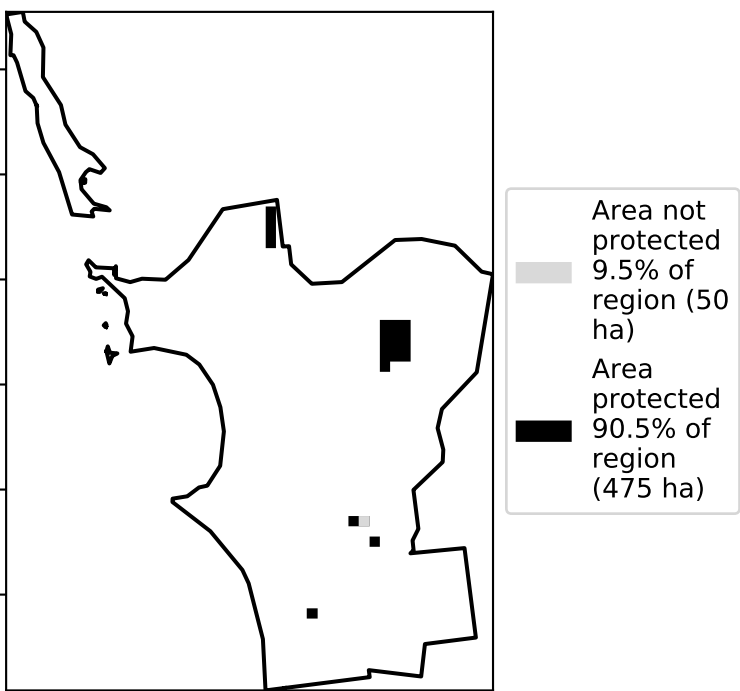 Area not
protected
9.5% of
region (50
ha)
Area
protected
90.5% of
region
(475 ha)